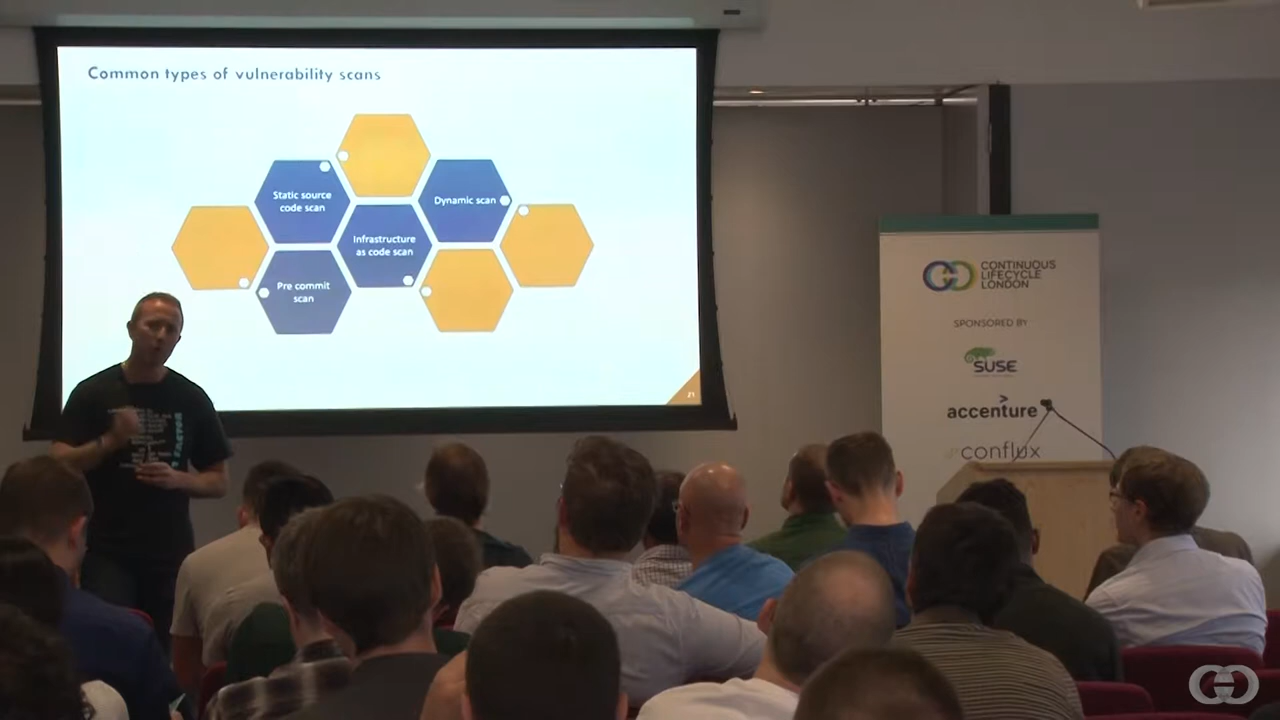 Common types of vulnerability scans
Static source
code scan
Dynamic scan
Infrastructure
as code scan
Pre commit
scan
21
CONTINUOUS
LIFECYCLE
LONDON
SPONSORED BY
SUSE
accenture
conflux